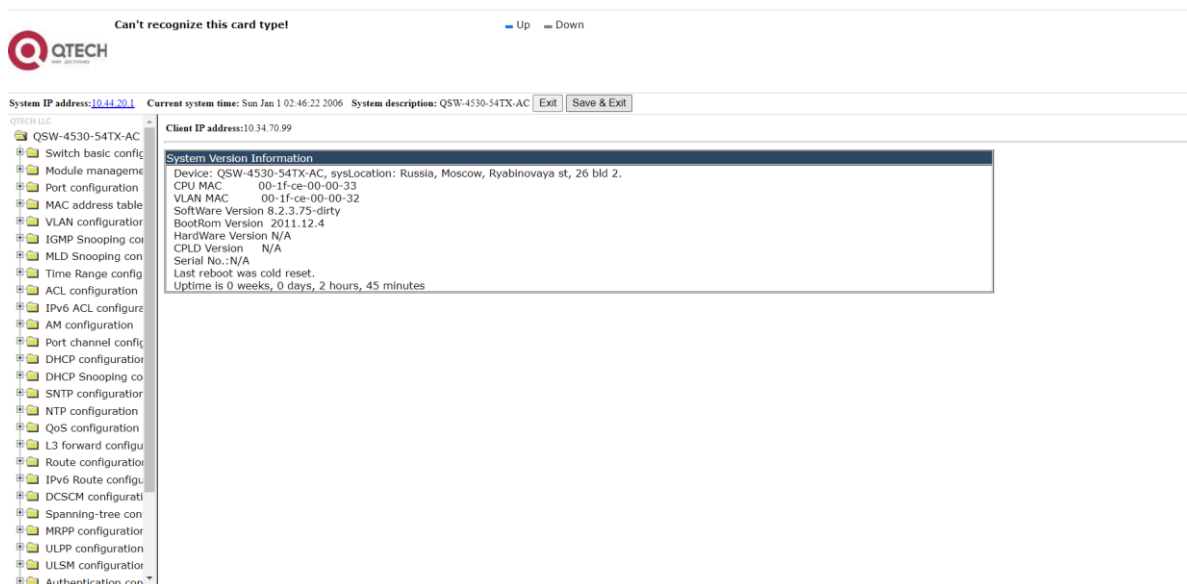 Can't recognize this card type!
Up Down
QTECH
System IP address:10.44.20.1 Current system time: Sun Jan 1 02:46:22 2006 System description: QSW-4530-54TX-AC Exit Save & Exit
QTECH LLC
QSW-4530-54TX-AC
Switch basic config
Module manageme
Port configuration
MAC address table
VLAN configuration
IGMP Snooping con
MLD Snooping con
Time Range config
ACL configuration
IPv6 ACL configura
AM configuration
Port channel config
DHCP configuration
DHCP Snooping co
SNTP configuration
NTP configuration
QoS configuration
L3 forward configu
Route configuration
IPv6 Route configu
DCSCM configurati
Spanning-tree con
MRPP configuration
ULPP configuration
ULSM configuration
Authentication con
Client IP address:10.34.70.99
System Version Information
Device: QSW-4530-54TX-AC, sysLocation: Russia, Moscow, Ryabinovaya st, 26 bld 2.
CPU MAC 00-1f-ce-00-00-33
VLAN MAC 00-1f-ce-00-00-32
SoftWare Version 8.2.3.75-dirty
BootRom Version 2011.12.4
HardWare Version N/A
CPLD Version N/A
Serial No.:N/A
Last reboot was cold reset.
Uptime is 0 weeks, 0 days, 2 hours, 45 minutes